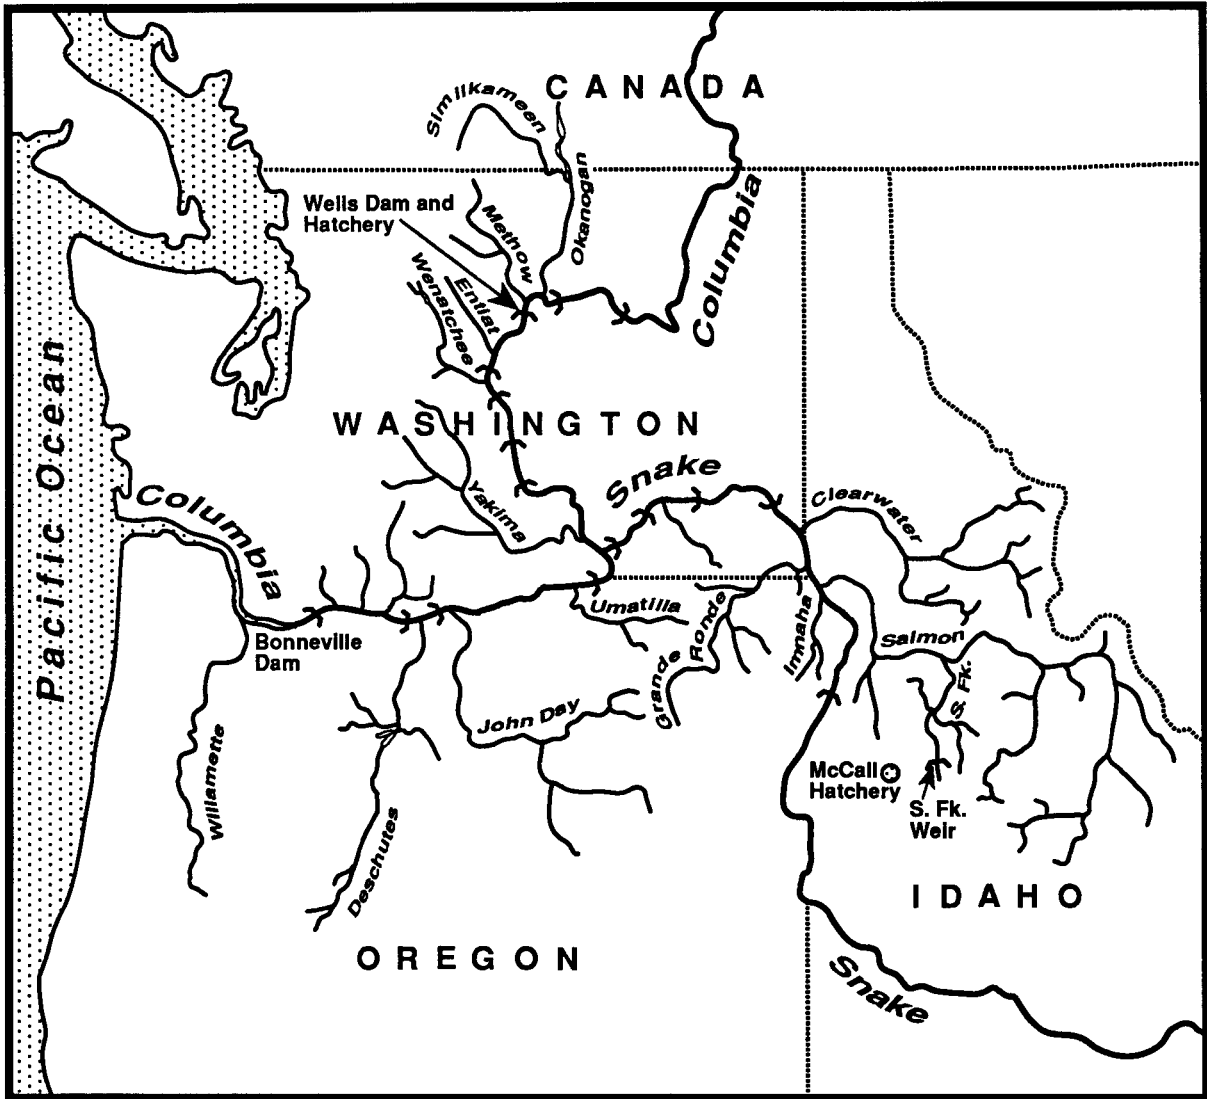 CANADA
Similkameen
Okanogan
Wells Dam and
Hatchery
Methow
Columbia
Entiat
Wenatchee
Pacific Ocean
WASHINGTON
Snake
Columbia
Yakima
Clearwater
Umatilla
Grande Ronde
Imnaha
Salmon
Bonneville
Dam
S. Fk.
John Day
Willamette
McCall
Hatchery
S. Fk.
Weir
Deschutes
IDAHO
OREGON
Snake